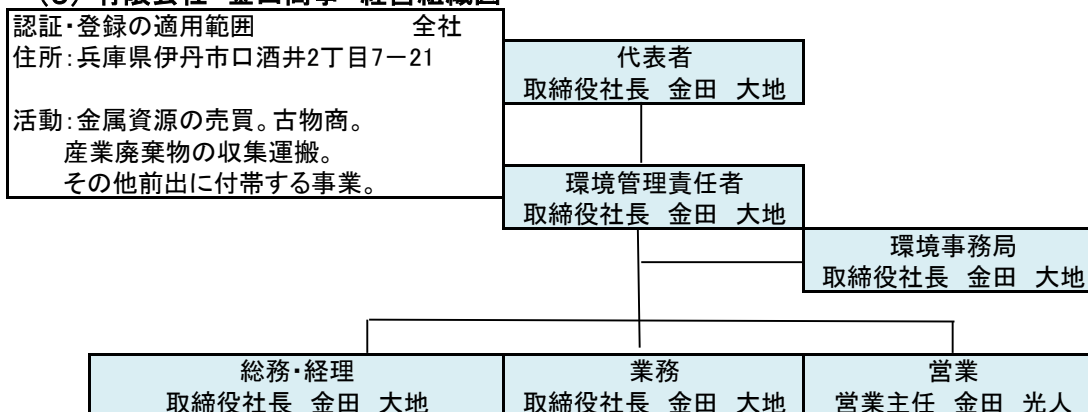 認証・登録の適用範囲　　　　　全社
住所:兵庫県伊丹市口酒井2丁目7－21
活動:金属資源の売買。古物商。
産業廃棄物の収集運搬。
その他前出に付帯する事業。
代表者
取締役社長　金田　大地
環境管理責任者
取締役社長　金田　大地
環境事務局
取締役社長　金田　大地
総務・経理
取締役社長　金田　大地
業務
取締役社長　金田　大地
営業
営業主任　金田　光人